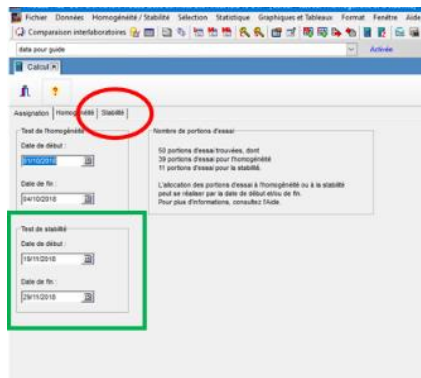 Fichier Données Homogénéité / Stabilité Sélection Statistique Graphiques et Tableaux Format Fenêtre Aide
Comparaison interlaboratoires
data pour guide Activée
Calcul
?
Assignation Homogénéité Stabilité
Test de l'homogénéité
Date de début :
01/10/2018
Date de fin :
04/10/2018
Nombre de portions d'essai
50 portions d'essai trouvées, dont
39 portions d'essai pour l'homogénéité
11 portions d'essai pour la stabilité.
L'allocation des portions d'essai à l'homogénéité ou à la stabilité
peut se réaliser par la date de début et/ou de fin.
Pour plus d'informations, consultez l'Aide.
Test de stabilité
Date de début :
19/11/2018
Date de fin :
29/11/2018